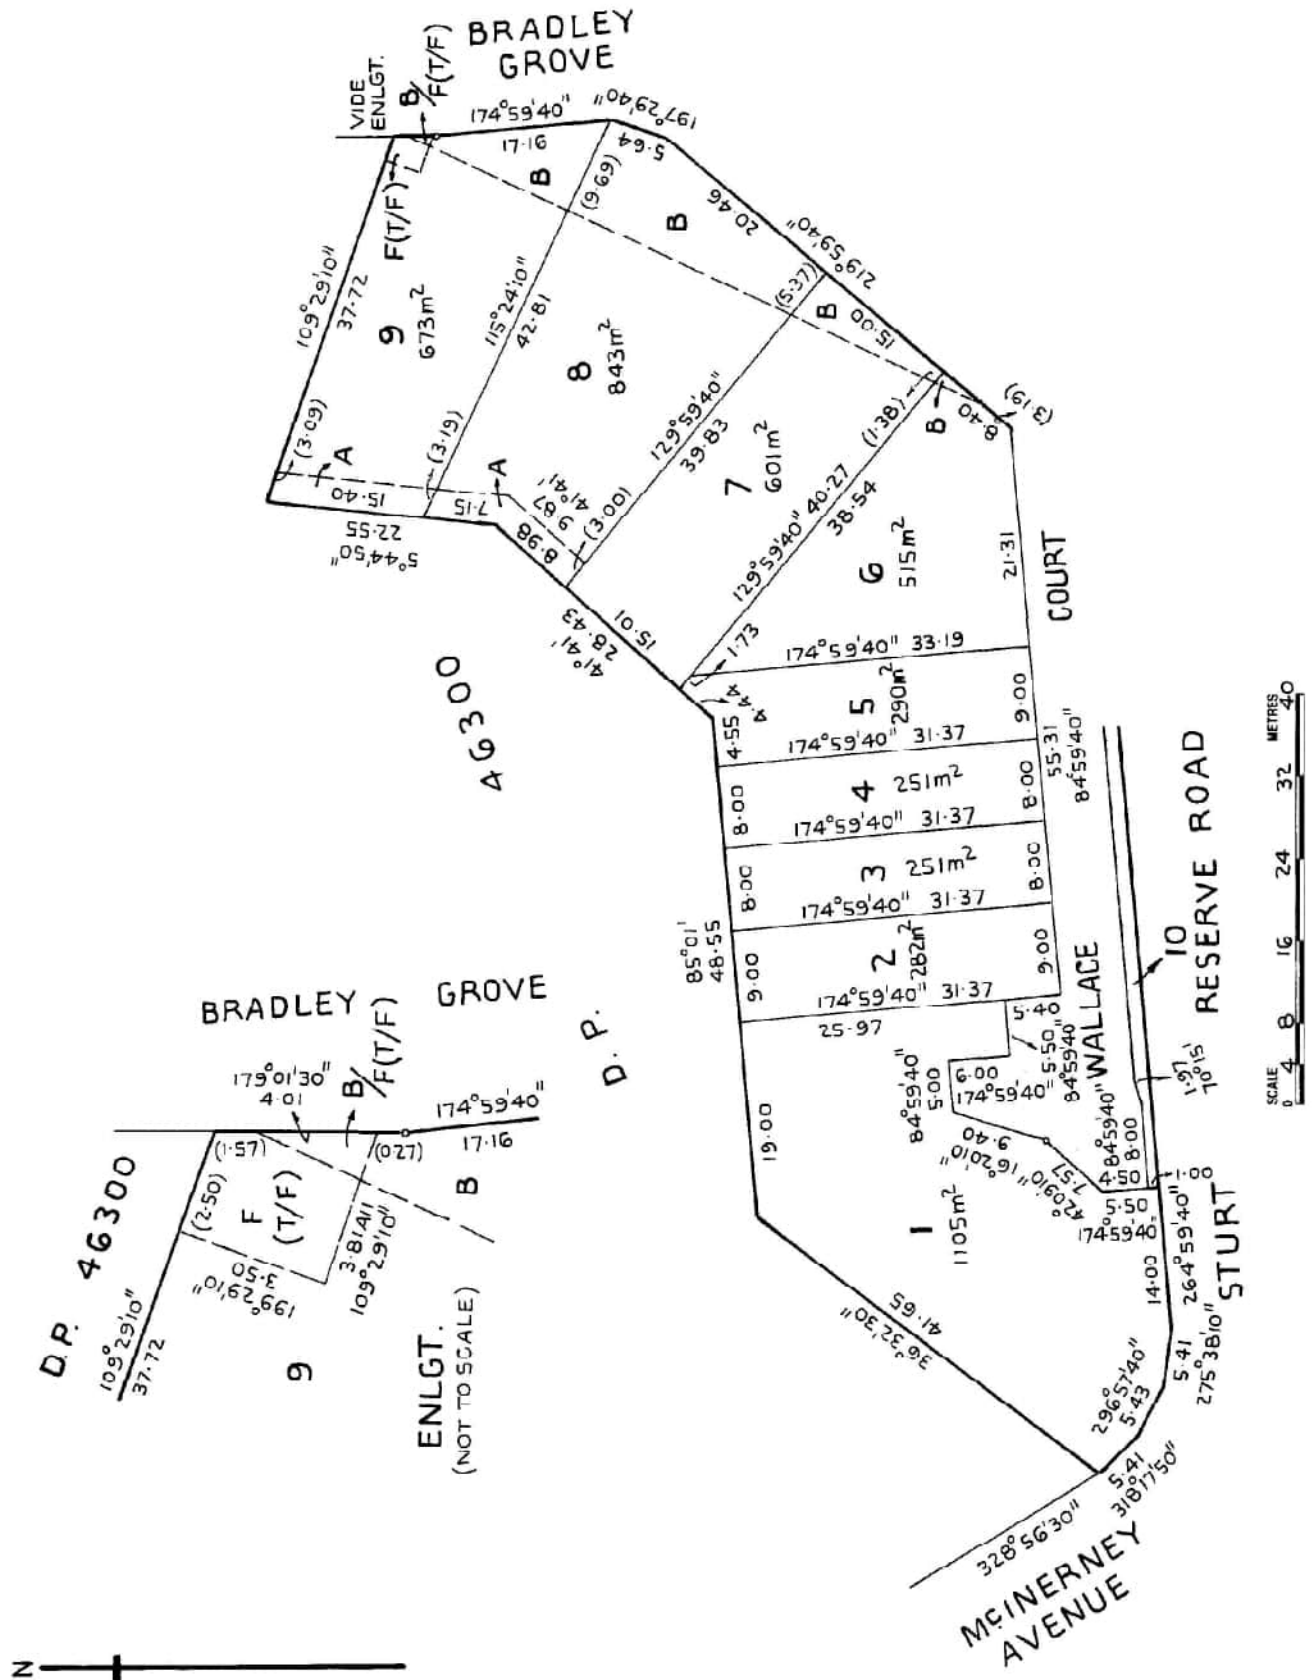 BRADLEY
GROVE
VIDE
ENLGT.
B/F(T/F)
174°59'40"
17·16
197°29'40"
5·64
F(T/F)
109°29'10"
37·72
9
673m²
B
(9·69)
(3·09)
A
15·40
22·55
5°44'50"
(3·19)
115°24'10"
42·81
B
20·46
219°59'40"
8
843m²
7·15
A
9·87
41°41'
8·98
(3·00)
129°59'40"
39·83
(5·37)
B
15·00
7
601m²
(1·38)
B
8·40
(3·19)
15·01
28·43
41°41'
129°59'40" 40·27
38·54
6
515m²
21·31
COURT
46300
1·73
4·44
174°59'40" 33·19
5
290m²
9·00
4·55
174°59'40" 31·37
55·31
84°59'40"
8·00
4
251m²
8·00
174°59'40" 31·37
8·00
3
251m²
8·00
174°59'40" 31·37
85°01'
48·55
9·00
2
282m²
9·00
174°59'40" 31·37
25·97
5·40
5·50
84°59'40"
WALLACE
84°59'40"
5·00
6·00
174°59'40"
19·00
9·40
16°20'10"
7·57
42°09'10"
84°59'40"
8·00
4·50
1·00
1·97
70°15'
10
RESERVE ROAD
1
1105m²
5·50
174°59'40"
14·00
264°59'40"
STURT
41·65
36°32'30"
5·41
275°38'10"
296°57'40"
5·43
5·41
318°17'50"
328°56'30"
McINERNEY
AVENUE
BRADLEY GROVE
D.P.
179°01'30"
4·01
B/F(T/F)
174°59'40"
17·16
(1·57)
(0·27)
B
D.P. 46300
(2·50)
F
(T/F)
109°29'10"
37·72
3·50
199°29'10"
3·81A11
109°29'10"
9
ENLGT.
(NOT TO SCALE)
SCALE
METRES
0 4 8 16 24 32 40
N